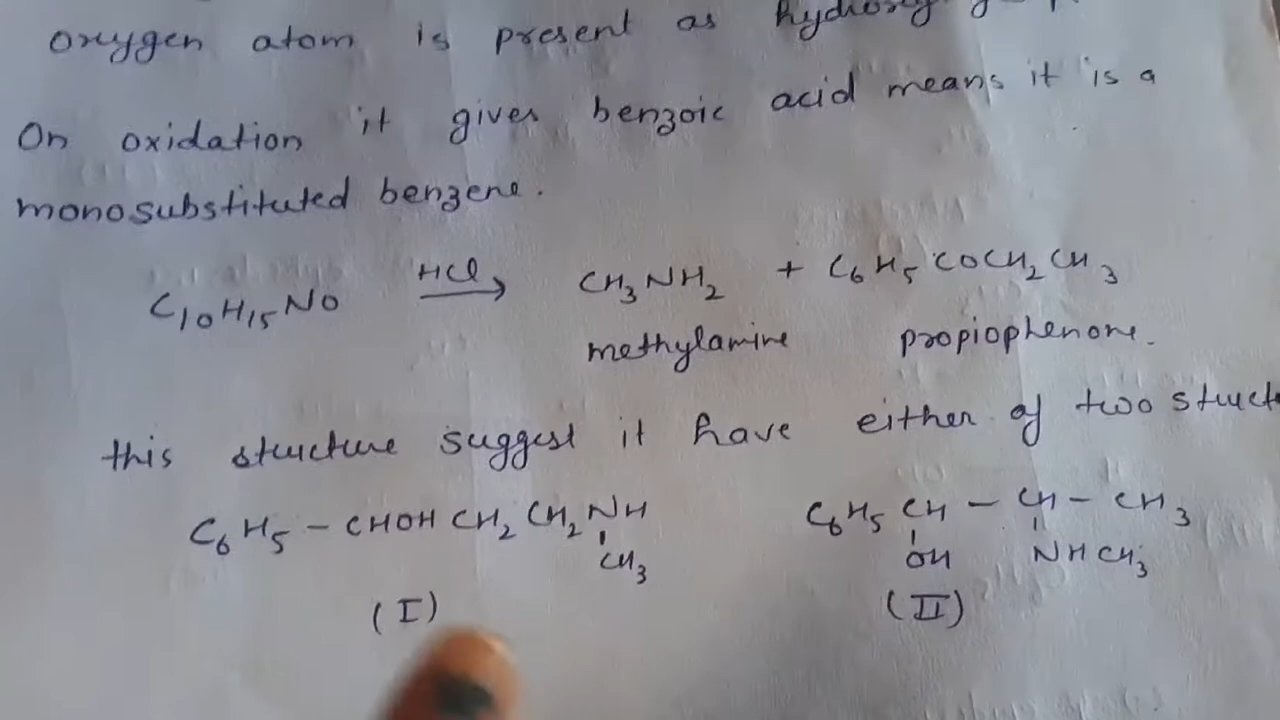 oxygen atom is present as hydroxy
On oxidation it gives benzoic acid means it is a
monosubstituted benzene.
C10H15NO HCl → CH3NH2 + C6H5COCH2CH3
methylamine propiophenone.
this structure suggest it have either of two struct
C6H5 - CHOH CH2 CH2 NH C6H5 CH - CH - CH3
CH3 OH NHCH3
(I) (II)